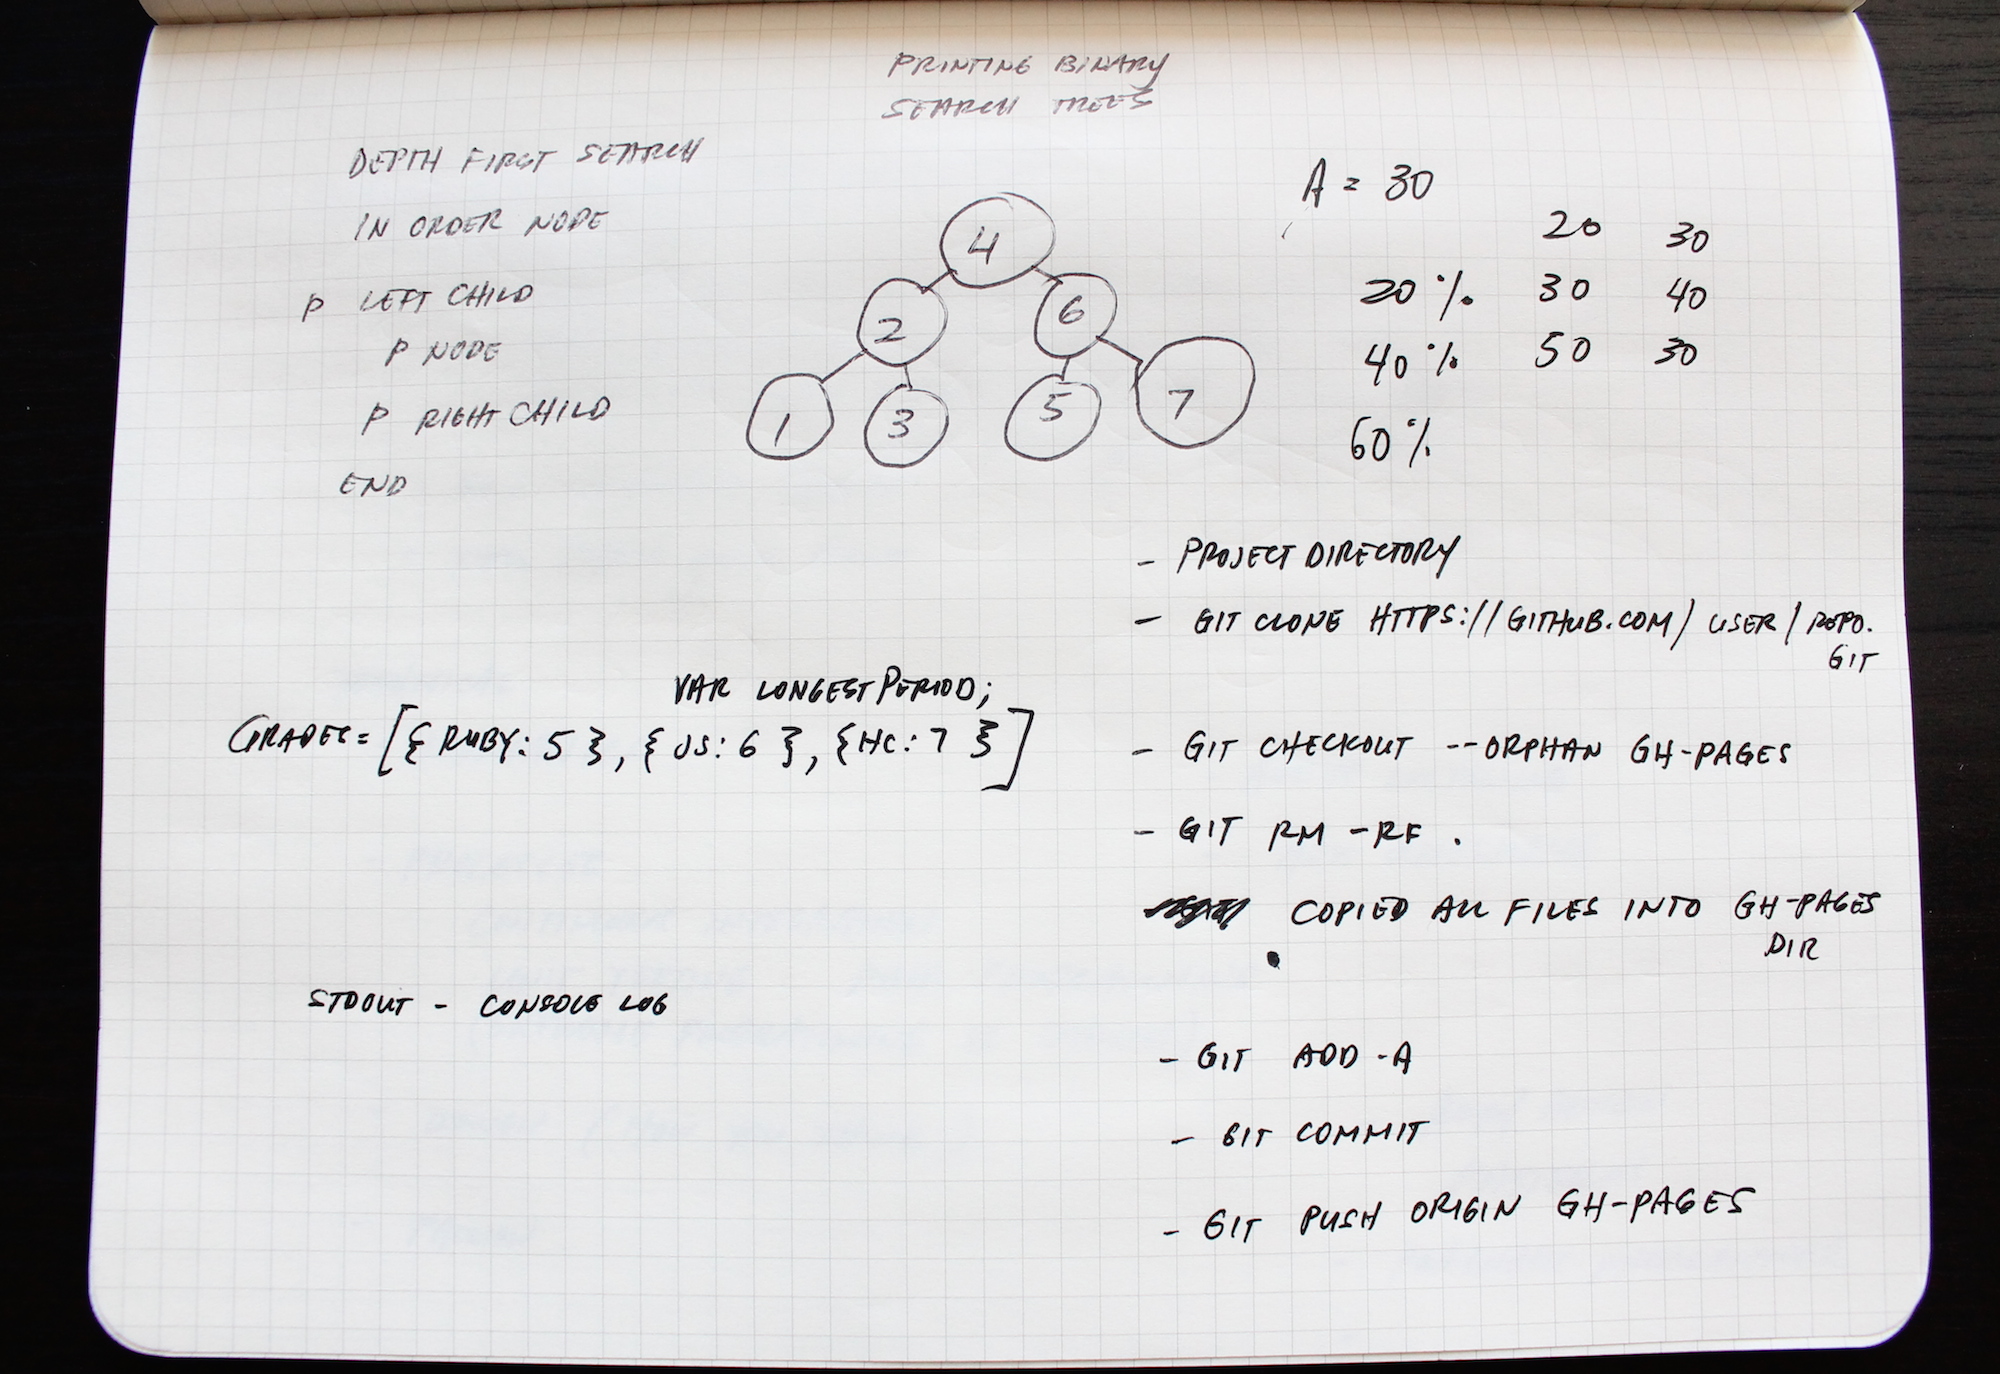 PRINTING BINARY
SEARCH TREES
DEPTH FIRST SEARCH
IN ORDER NODE
P LEFT CHILD
P NODE
P RIGHT CHILD
END
4
2 6
1 3 5 7
A = 30
20 30
20% 30 40
40% 50 30
60%
- PROJECT DIRECTORY
- GIT CLONE HTTPS://GITHUB.COM/USER/REPO.
GIT
- GIT CHECKOUT --ORPHAN GH-PAGES
- GIT RM -RF .
COPIED ALL FILES INTO GH-PAGES
DIR
- GIT ADD -A
- GIT COMMIT
- GIT PUSH ORIGIN GH-PAGES
VAR LONGESTPERIOD;
GRADES = [{RUBY: 5}, {JS: 6}, {HC: 7}]
STDOUT - CONSOLE LOG